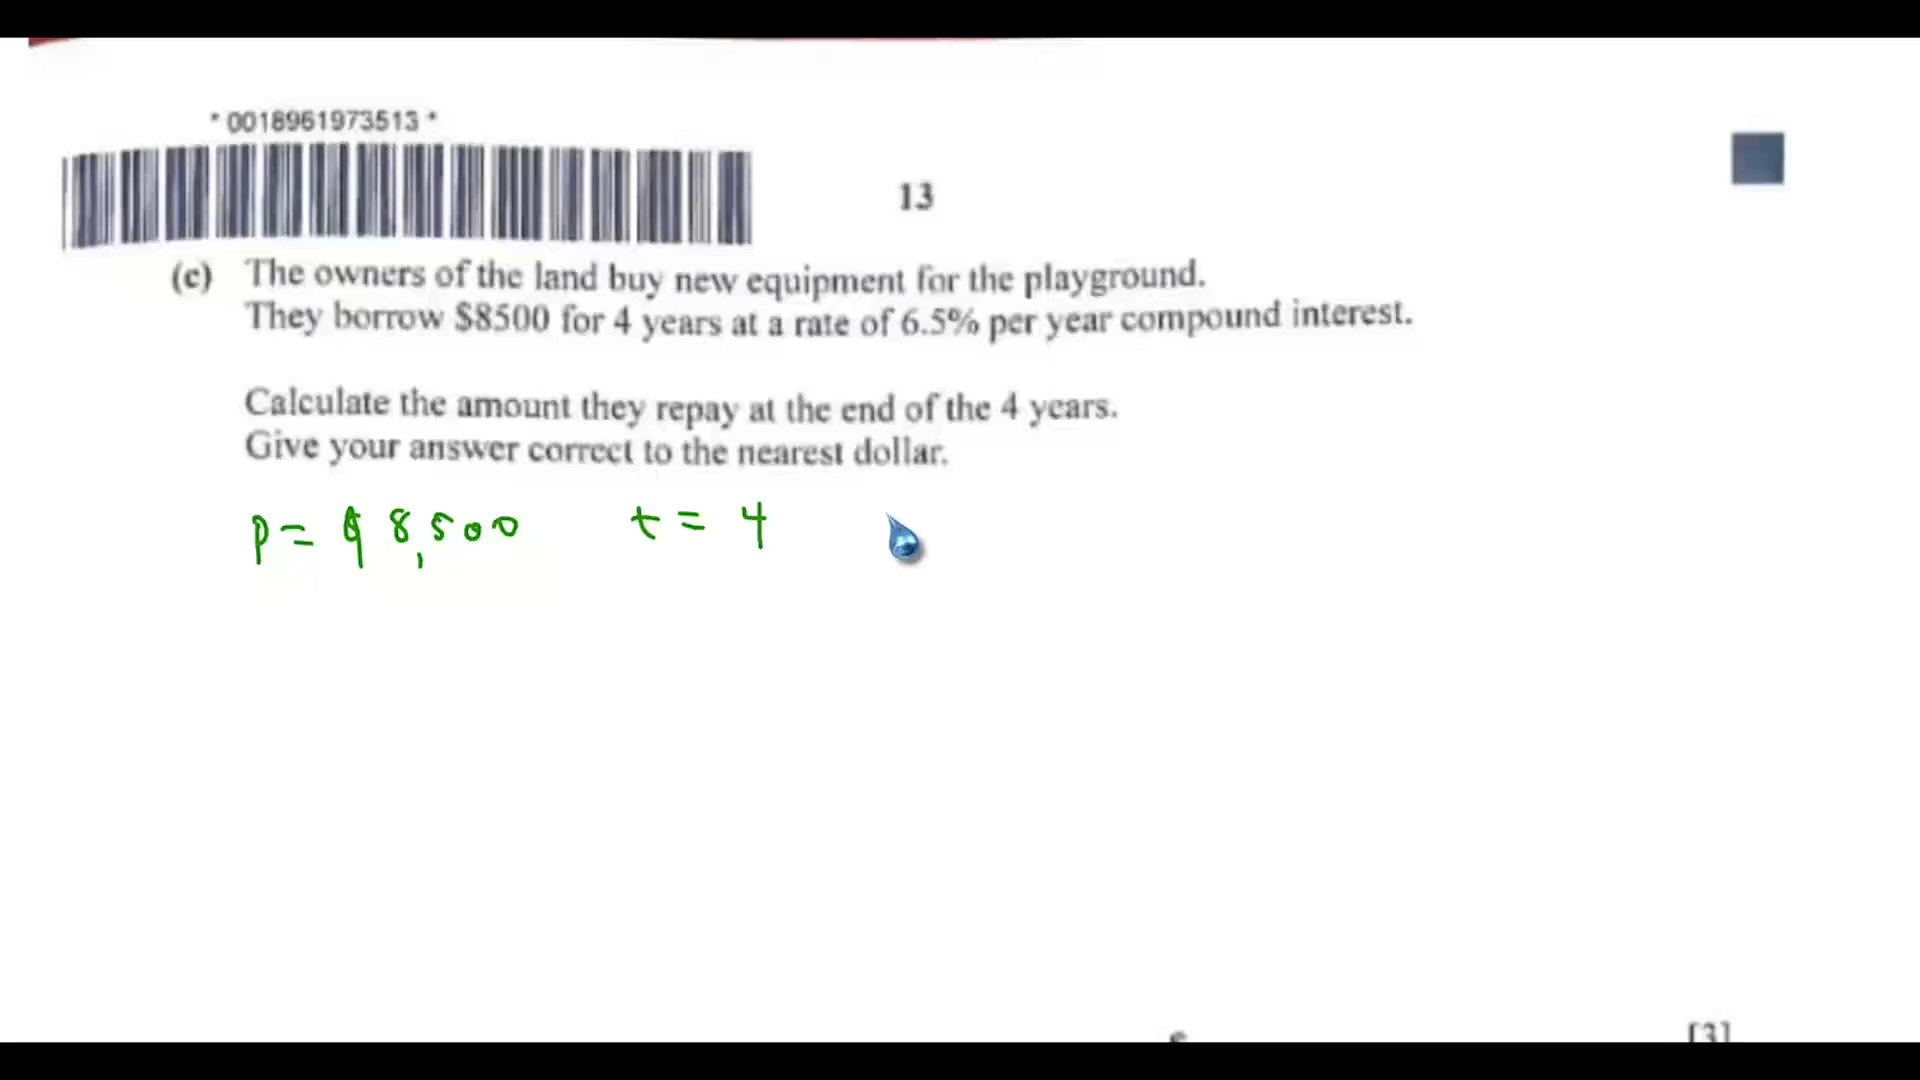 * 0018961973513 *
13
(c) The owners of the land buy new equipment for the playground.
They borrow $8500 for 4 years at a rate of 6.5% per year compound interest.
Calculate the amount they repay at the end of the 4 years.
Give your answer correct to the nearest dollar.
P = $ 8,500 t = 4
[3]